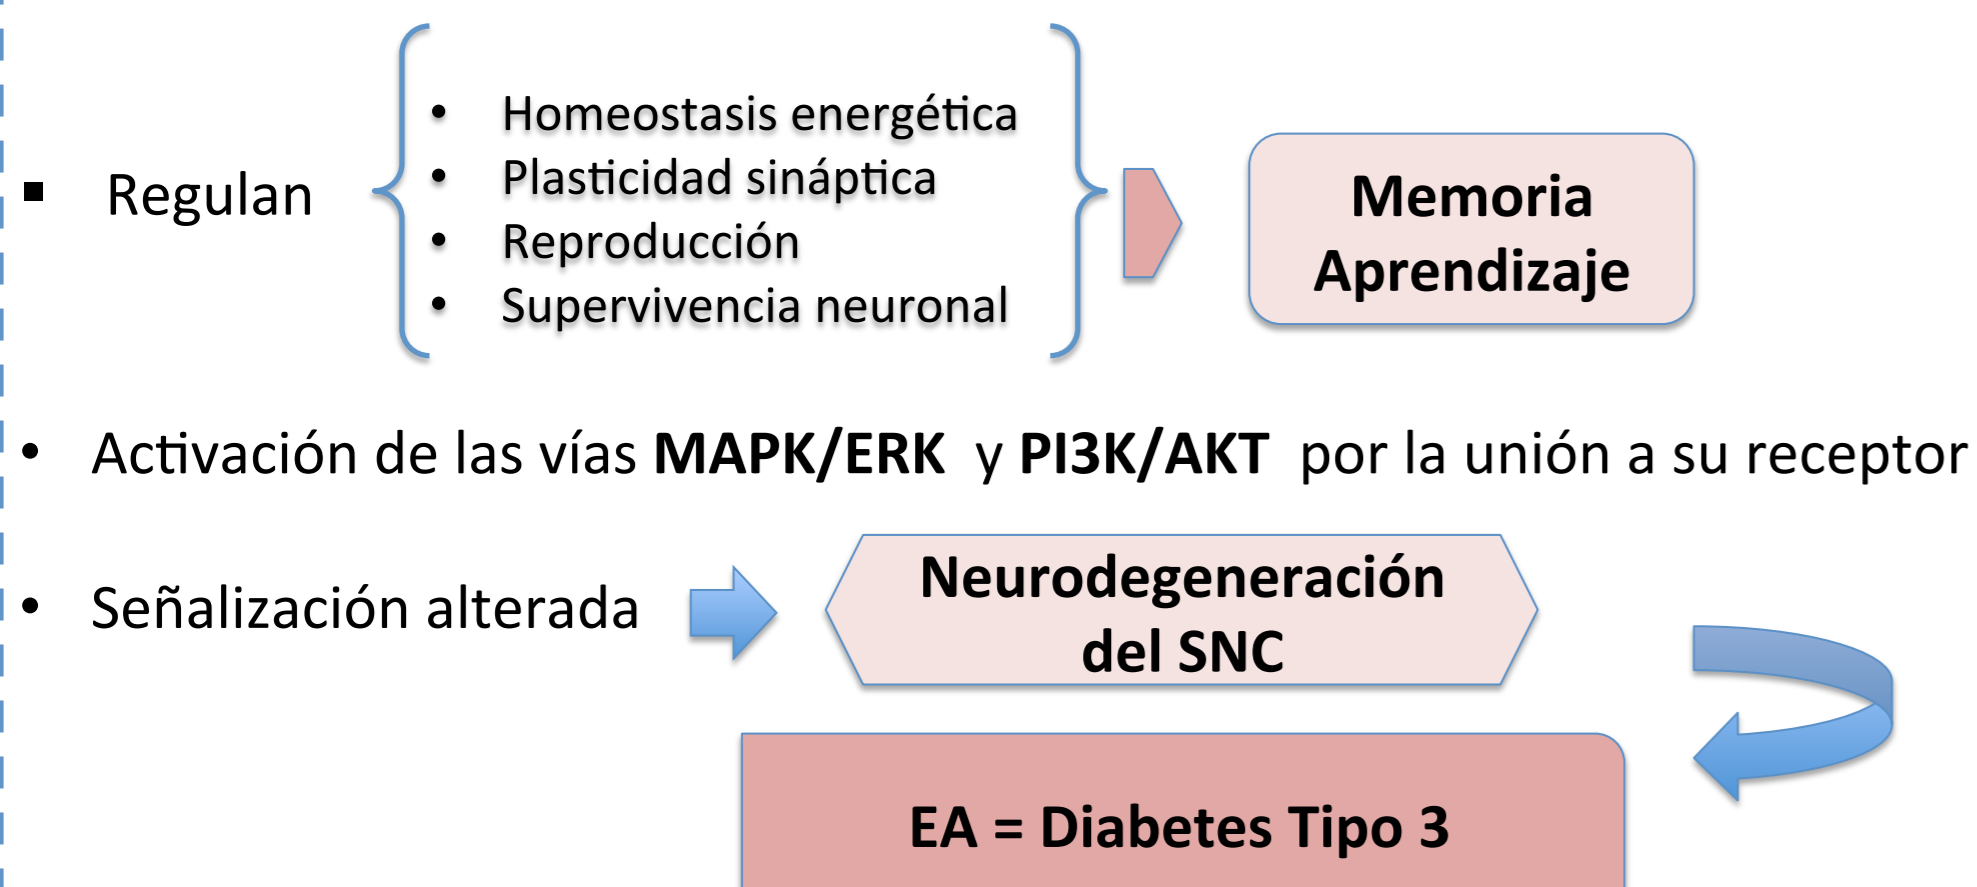 ▪ Regulan
• Homeostasis energética
• Plasticidad sináptica
• Reproducción
• Supervivencia neuronal
Memoria
Aprendizaje
• Activación de las vías MAPK/ERK y PI3K/AKT por la unión a su receptor
• Señalización alterada
Neurodegeneración
del SNC
EA = Diabetes Tipo 3